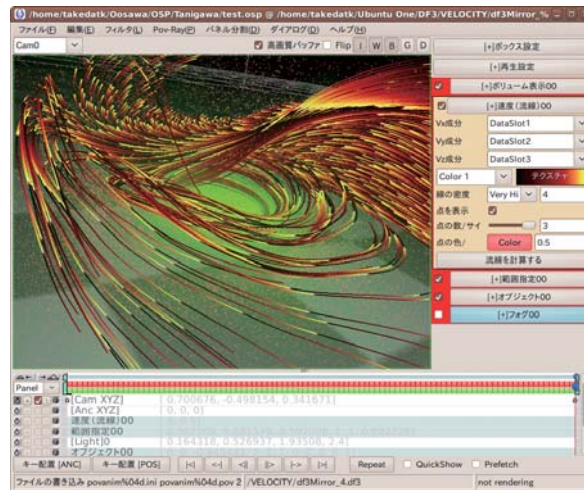 /home/takedatk/Oosawa/OSP/Tanigawa/test.osp @ /home/takedatk/Ubuntu One/DF3/VELOCITY/df3Mirror_%
ファイル(F) 編集(E) フィルタ(L) Pov-Ray(P) パネル分割(D) ダイアログ(D) ヘルプ(H)
Cam0 高画質バッファ Flip I W B G D
[+]ボックス設定
[+]再生設定
[+]ボリューム表示00
[+]速度(流線)00
Vx成分 DataSlot1
Vy成分 DataSlot2
Vz成分 DataSlot3
Color 1 テクスチャ
線の密度 Very Hi 4
点を表示
点の数/サイ 3
点の色/ Color 0.5
流線を計算する
[+]範囲指定00
[+]オブジェクト00
[+]フォグ00
Panel
[Cam XYZ] [ 0.700676, -0.498154, 0.341671]
[Anc XYZ] [ 0, 0, 0]
速度(流線)00
範囲指定00
[Light]0 [ 0.164318, 0.526937, 1.93508, 2.4]
オブジェクト00
キー配置 [ANC] キー配置 [POS] |<| <-| <|| ||> |-> |>| Repeat QuickShow Prefetch
ファイルの書き込み povanim%04d.ini povanim%04d.pov 2 /VELOCITY/df3Mirror_4.df3 not rendering